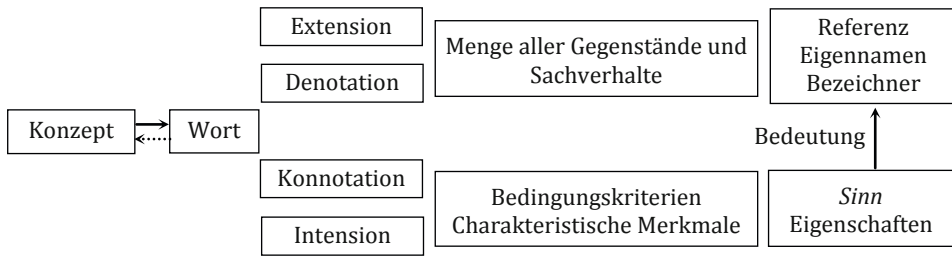 Konzept
Wort
Extension
Denotation
Konnotation
Intension
Menge aller Gegenstände und
Sachverhalte
Bedingungskriterien
Charakteristische Merkmale
Referenz
Eigennamen
Bezeichner
Bedeutung
Sinn
Eigenschaften